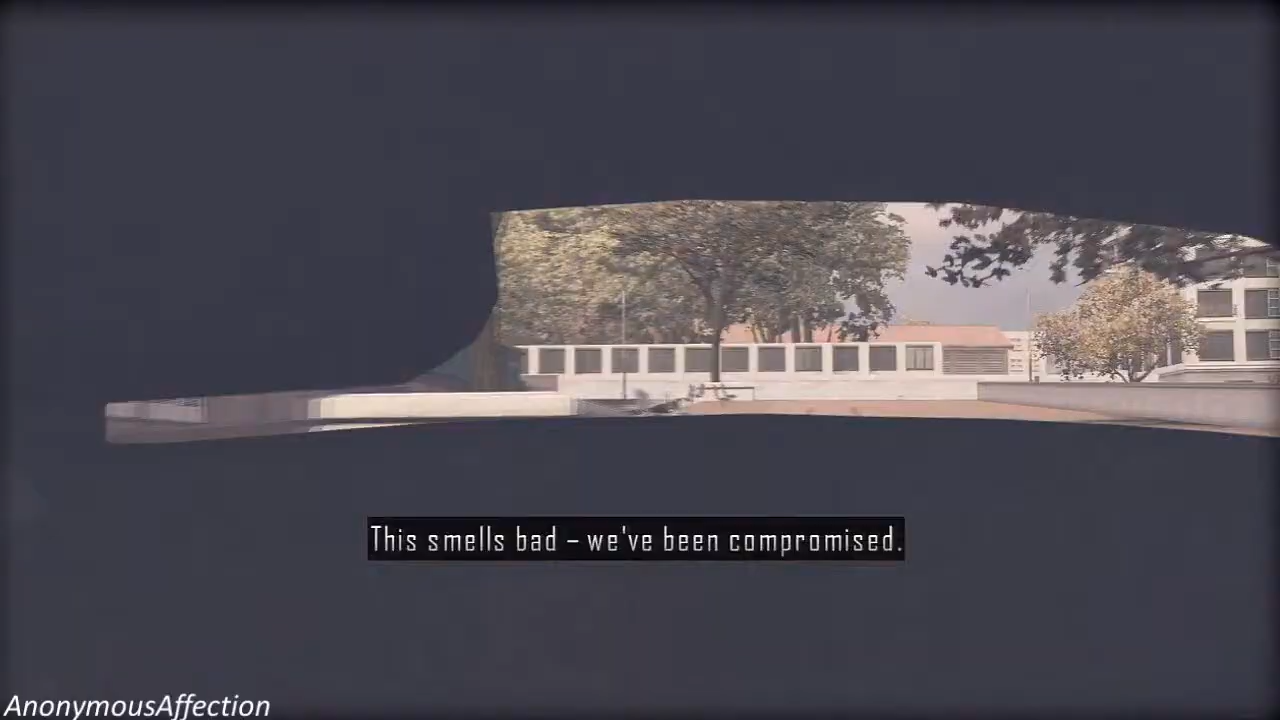 This smells bad – we've been compromised.
AnonymousAffection